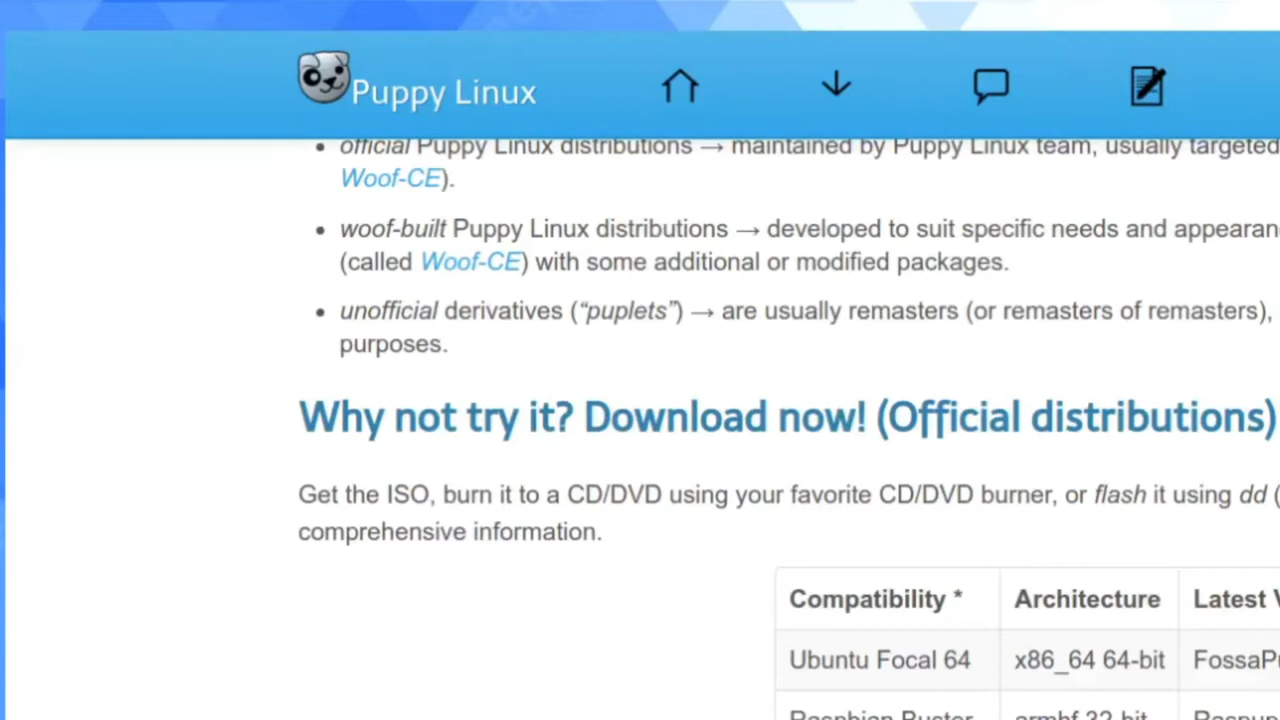 Puppy Linux
• official Puppy Linux distributions → maintained by Puppy Linux team, usually targeted
Woof-CE).
• woof-built Puppy Linux distributions → developed to suit specific needs and
(called Woof-CE) with some additional or modified packages.
• unofficial derivatives (“puplets”) → are usually remasters (or remasters of remasters),
purposes.
Why not try it? Download now! (Official distributions)
Get the ISO, burn it to a CD/DVD using your favorite CD/DVD burner, or flash it using dd (
comprehensive information.
Compatibility * Architecture Latest
Ubuntu Focal 64 x86_64 64-bit